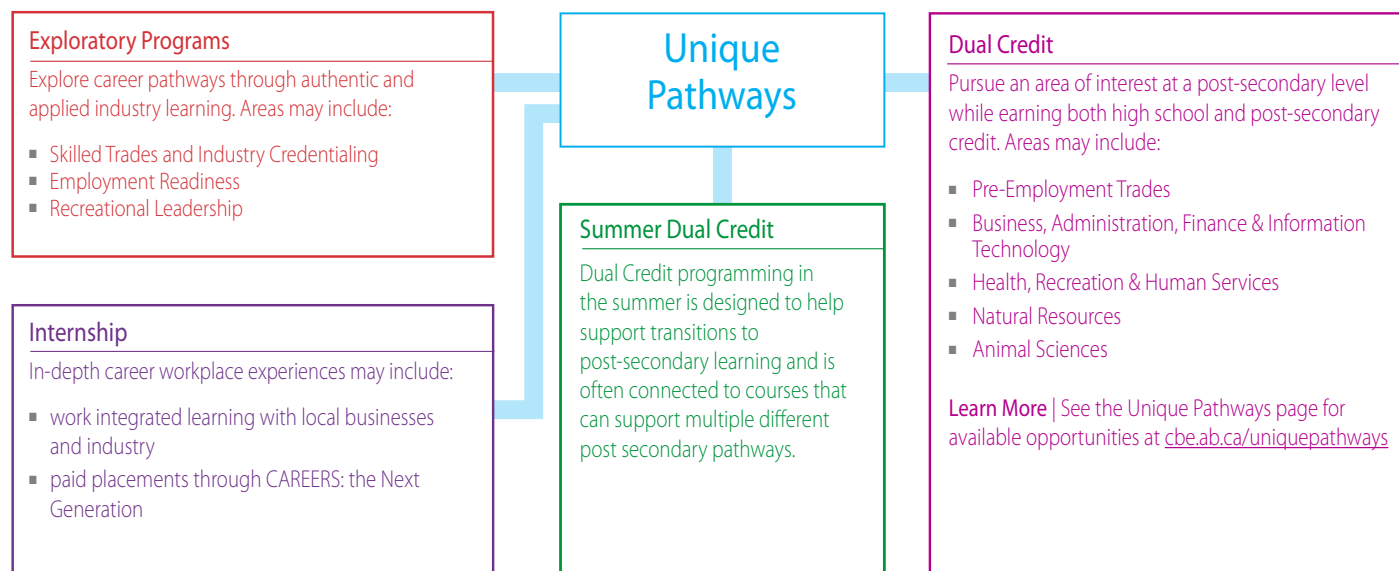 Exploratory Programs
Explore career pathways through authentic and
applied industry learning. Areas may include:
▪ Skilled Trades and Industry Credentialing
▪ Employment Readiness
▪ Recreational Leadership
Internship
In-depth career workplace experiences may include:
▪ work integrated learning with local businesses
and industry
▪ paid placements through CAREERS: the Next
Generation
Unique
Pathways
Summer Dual Credit
Dual Credit programming in
the summer is designed to help
support transitions to
post-secondary learning and is
often connected to courses that
can support multiple different
post secondary pathways.
Dual Credit
Pursue an area of interest at a post-secondary level
while earning both high school and post-secondary
credit. Areas may include:
▪ Pre-Employment Trades
▪ Business, Administration, Finance & Information
Technology
▪ Health, Recreation & Human Services
▪ Natural Resources
▪ Animal Sciences
Learn More | See the Unique Pathways page for
available opportunities at cbe.ab.ca/uniquepathways